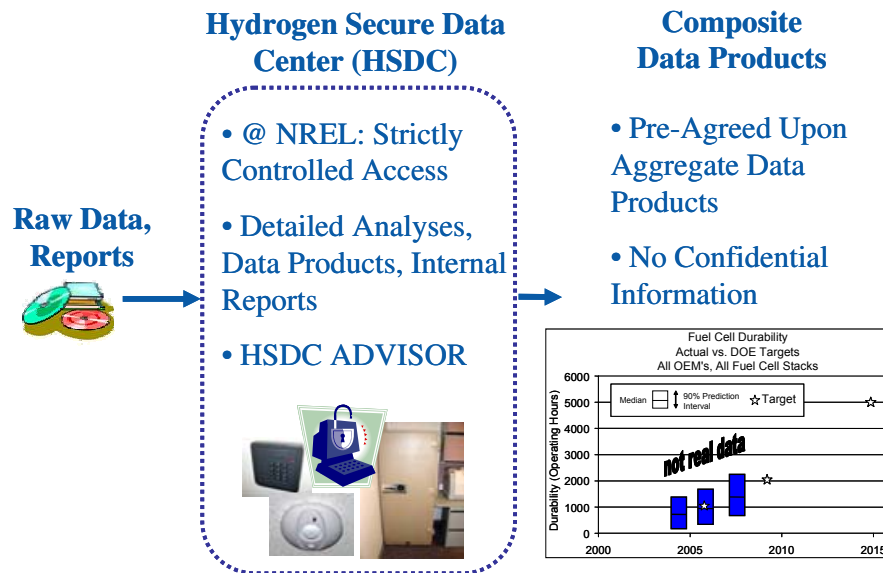 Hydrogen Secure Data
Center (HSDC)
Composite
Data Products
Raw Data,
Reports
• @ NREL: Strictly
Controlled Access
• Detailed Analyses,
Data Products, Internal
Reports
• HSDC ADVISOR
• Pre-Agreed Upon
Aggregate Data
Products
• No Confidential
Information
Fuel Cell Durability
Actual vs. DOE Targets
All OEM's, All Fuel Cell Stacks
Durability (Operating Hours)
6000
5000
4000
3000
2000
1000
0
Median
90% Prediction
Interval
Target
not real data
2000
2005
2010
2015